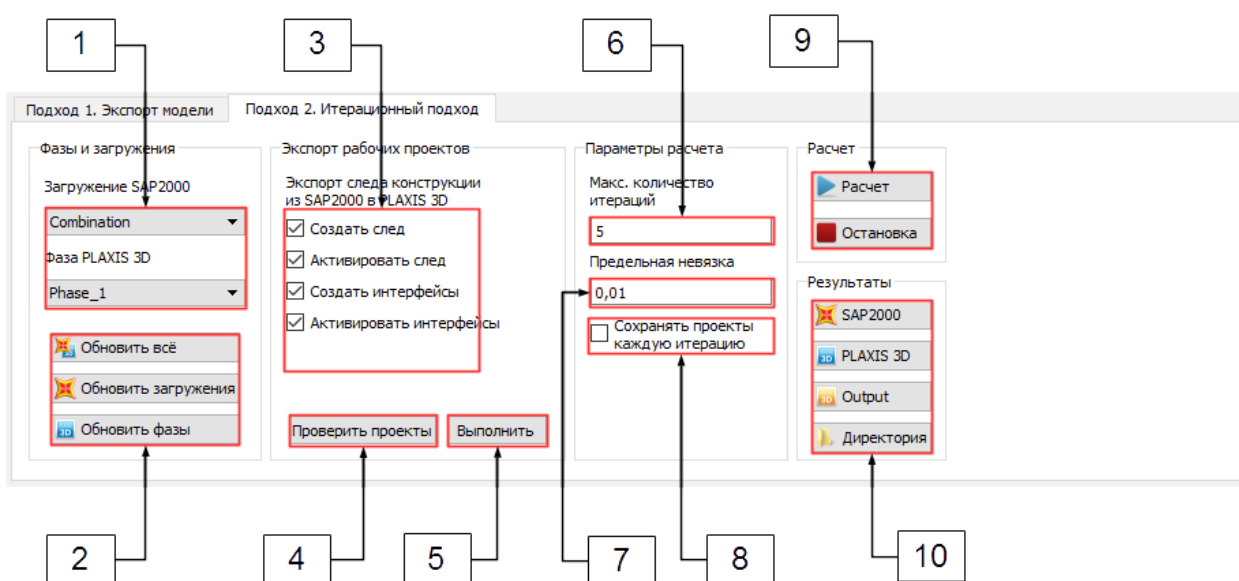 1
3
6
9
Подход 1. Экспорт модели
Подход 2. Итерационный подход
Фазы и загружения
Загружение SAP2000
Combination
Фаза PLAXIS 3D
Phase_1
Обновить всё
Обновить загружения
Обновить фазы
Экспорт рабочих проектов
Экспорт следа конструкции
из SAP2000 в PLAXIS 3D
Создать след
Активировать след
Создать интерфейсы
Активировать интерфейсы
Проверить проекты
Выполнить
Параметры расчета
Макс. количество
итераций
5
Предельная невязка
0,01
Сохранять проекты
каждую итерацию
Расчет
Расчет
Остановка
Результаты
SAP2000
PLAXIS 3D
Output
Директория
2
4
5
7
8
10